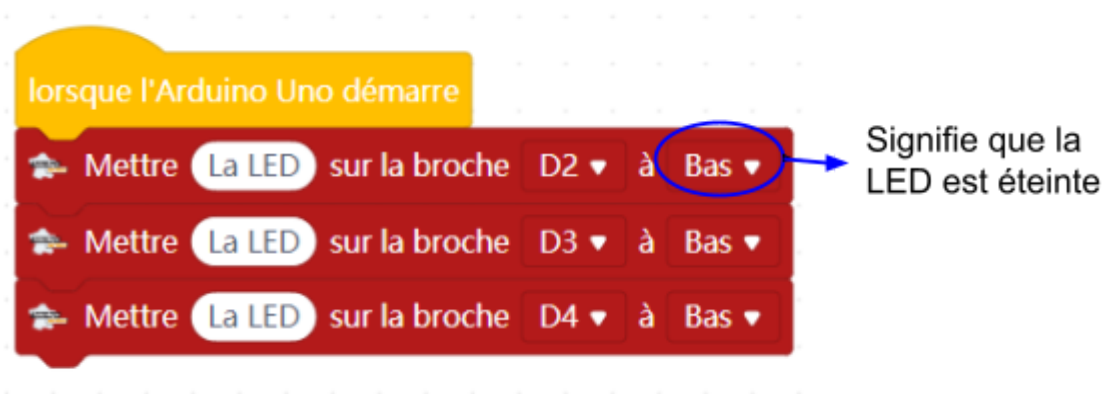 lorsque l'Arduino Uno démarre
Mettre La LED sur la broche D2 à Bas
Signifie que la
LED est éteinte
Mettre La LED sur la broche D3 à Bas
Mettre La LED sur la broche D4 à Bas